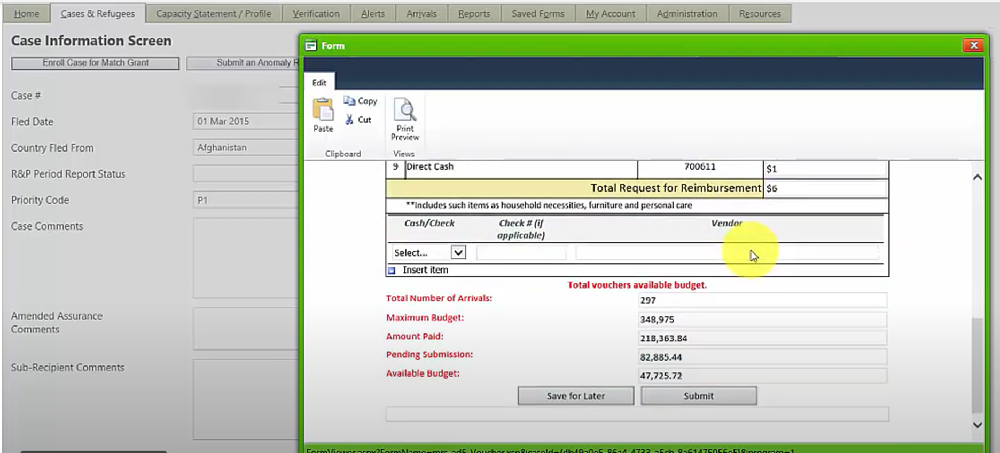 Home Cases & Refugees Capacity Statement / Profile Verification Alerts Arrivals Reports Saved Forms My Account Administration Resources
Case Information Screen
Enroll Case for Match Grant Submit an Anomaly R
Case #
Fled Date 01 Mar 2015
Country Fled From Afghanistan
R&P Period Report Status
Priority Code P1
Case Comments
Amended Assurance
Comments
Sub-Recipient Comments
Form
X
Edit
Paste
Copy
Cut
Print
Preview
Clipboard Views
9 Direct Cash 700611 $1
Total Request for Reimbursement $6
**Includes such items as household necessities, furniture and personal care
Cash/Check Check # (if Vendor
applicable)
Select...
Insert item
Total vouchers available budget.
Total Number of Arrivals: 297
Maximum Budget: 348,975
Amount Paid: 218,363.84
Pending Submission: 82,885.44
Available Budget: 47,725.72
Save for Later Submit